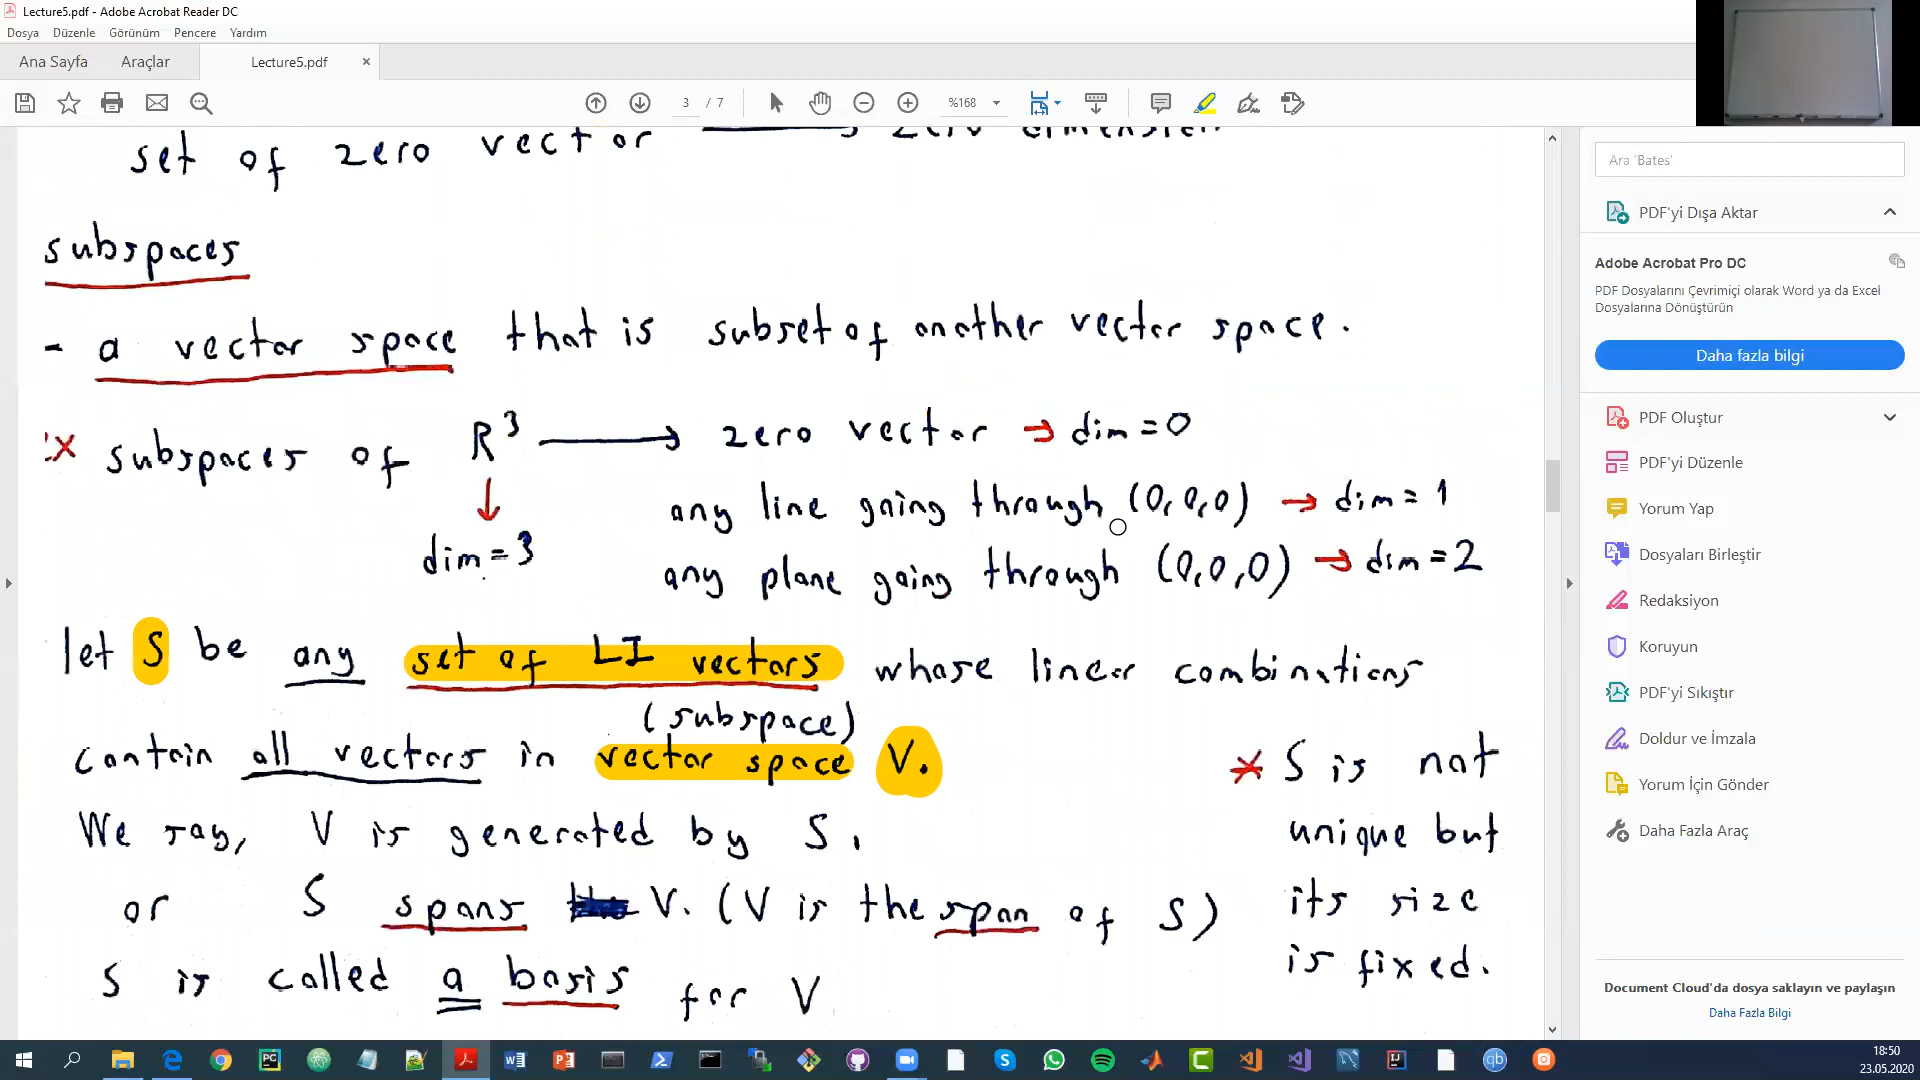 Lecture5.pdf - Adobe Acrobat Reader DC
Dosya Düzenle Görünüm Pencere Yardım
Ana Sayfa Araçlar Lecture5.pdf ×
3 / 7 %168
set of zero vector zero dimension
subspaces
- a vector space that is subset of another vector space.
X subspaces of R³ → zero vector → dim = 0
↓ any line going through (0,0,0) → dim = 1
dim = 3 any plane going through (0,0,0) → dim = 2
let S be any set of LI vectors whose linear combinations
(subspace)
contain all vectors in vector space V.
* S is not
unique but
its size
is fixed.
We say, V is generated by S.
or S spans V. (V is the span of S)
S is called a basis for V
Ara 'Bates'
PDF'yi Dışa Aktar
Adobe Acrobat Pro DC
PDF Dosyalarını Çevrimiçi olarak Word ya da Excel
Dosyalarına Dönüştürün
Daha fazla bilgi
PDF Oluştur
PDF'yi Düzenle
Yorum Yap
Dosyaları Birleştir
Redaksiyon
Koruyun
PDF'yi Sıkıştır
Doldur ve İmzala
Yorum İçin Gönder
Daha Fazla Araç
Document Cloud'da dosya saklayın ve paylaşın
Daha Fazla Bilgi
18:50
23.05.2020